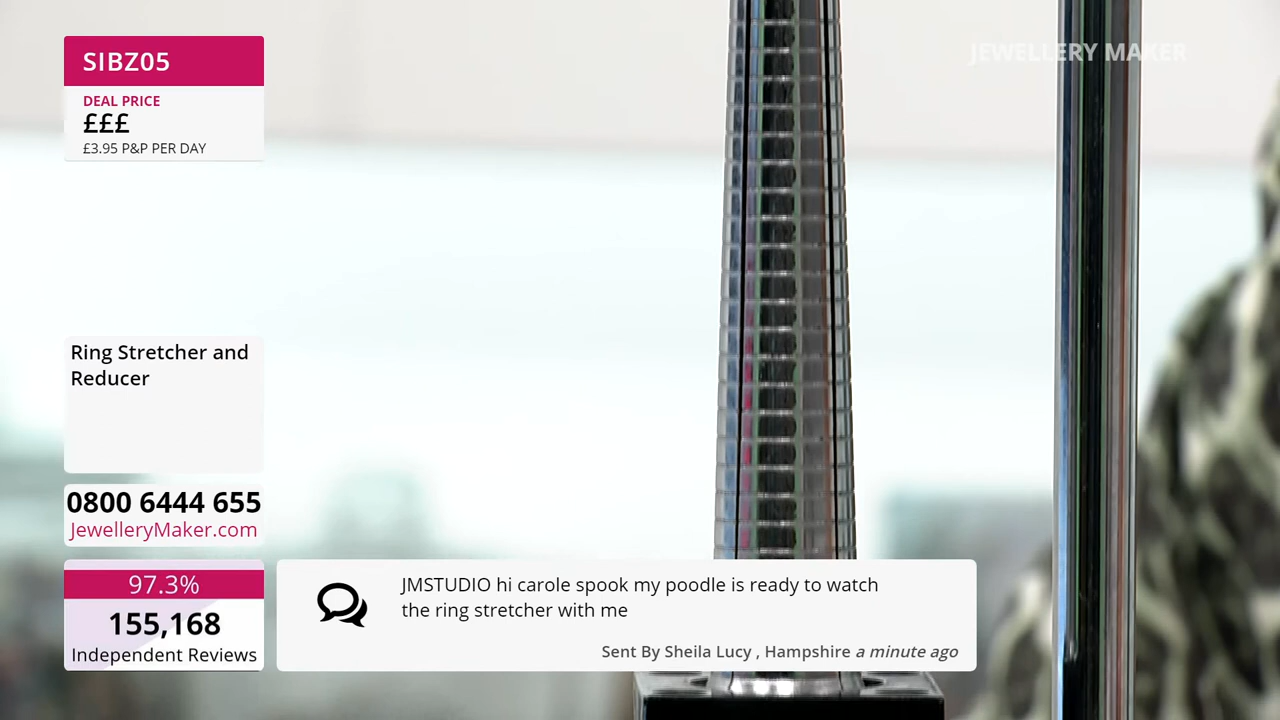 SIBZ05
DEAL PRICE
£££
£3.95 P&P PER DAY
JEWELLERY MAKER
Ring Stretcher and
Reducer
0800 6444 655
JewelleryMaker.com
97.3%
155,168
Independent Reviews
JMSTUDIO hi carole spook my poodle is ready to watch
the ring stretcher with me
Sent By Sheila Lucy , Hampshire a minute ago